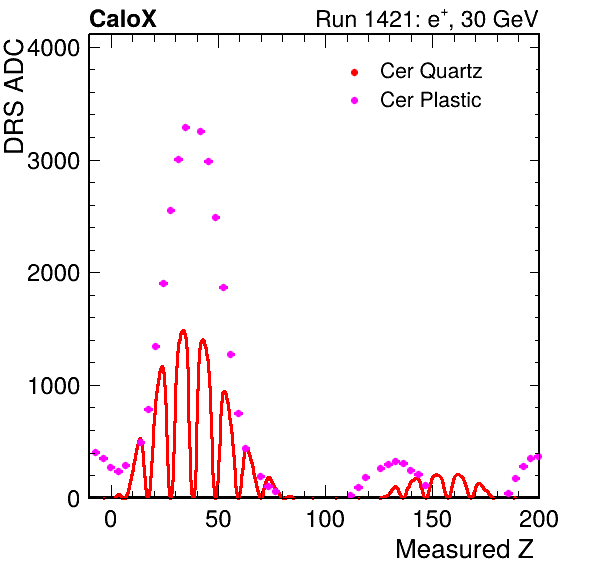 CaloX Run 1421: e+, 30 GeV
DRS ADC
Cer Quartz
Cer Plastic
4000
3000
2000
1000
0
0 50 100 150 200
Measured Z